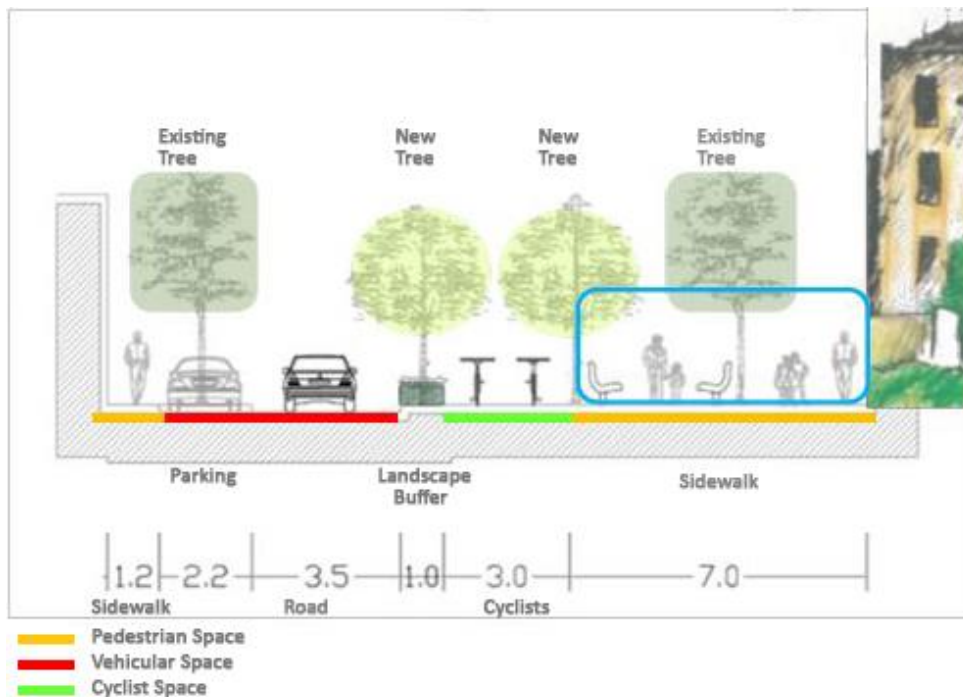 Existing
Tree
New
Tree
New
Tree
Existing
Tree
Parking
Landscape
Buffer
Sidewalk
1.2 2.2 3.5 1.0 3.0 7.0
Sidewalk Road Cyclists
Pedestrian Space
Vehicular Space
Cyclist Space